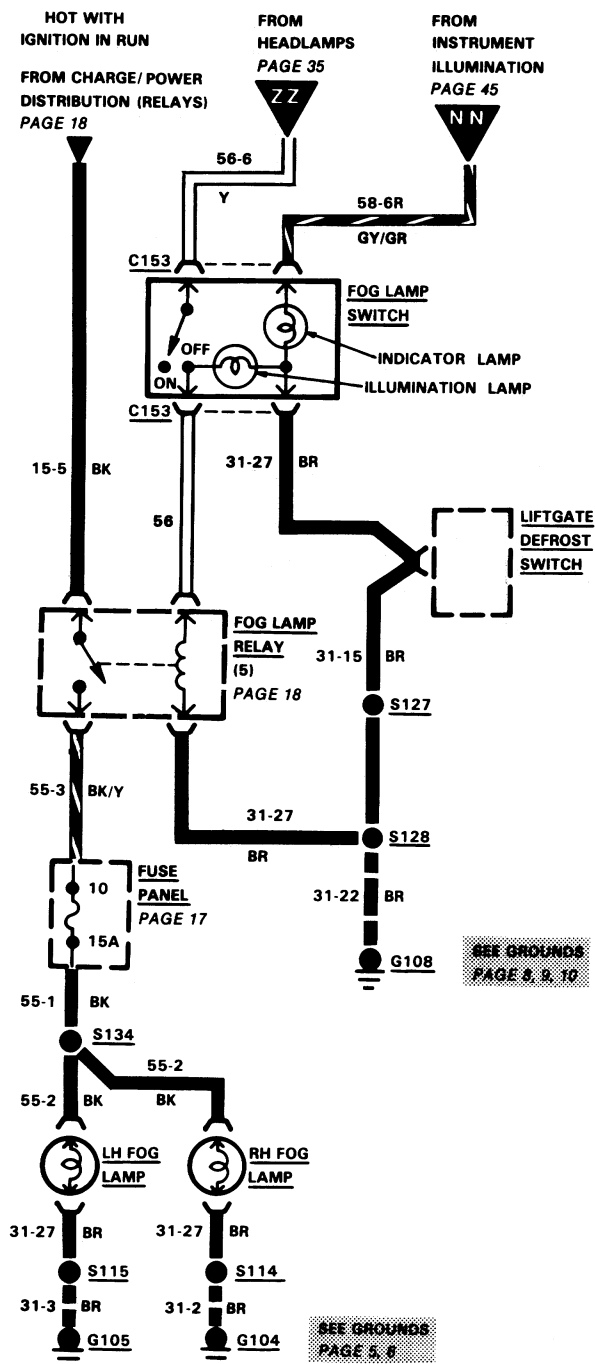 HOT WITH
IGNITION IN RUN
FROM CHARGE/POWER
DISTRIBUTION (RELAYS)
PAGE 18
FROM
HEADLAMPS
PAGE 35
ZZ
FROM
INSTRUMENT
ILLUMINATION
PAGE 45
NN
56-6
Y
58-6R
GY/GR
C153
FOG LAMP
SWITCH
OFF
ON
INDICATOR LAMP
ILLUMINATION LAMP
C153
15-5 BK
56
31-27 BR
LIFTGATE
DEFROST
SWITCH
FOG LAMP
RELAY
(5)
PAGE 18
31-15 BR
S127
55-3 BK/Y
31-27
BR
S128
FUSE
PANEL
PAGE 17
10
15A
31-22 BR
G108
SEE GROUNDS
PAGE 8, 9, 10
55-1 BK
S134
55-2
BK
55-2 BK
LH FOG
LAMP
RH FOG
LAMP
31-27 BR
31-27 BR
S115
S114
31-3 BR
31-2 BR
G105
G104
SEE GROUNDS
PAGE 5, 6